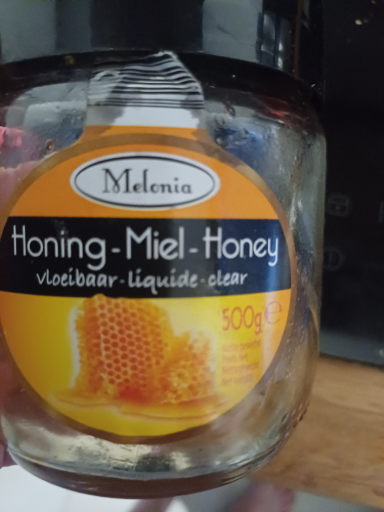 Melonia
Honing - Miel - Honey
vloeibaar - liquide - clear
500g ℮